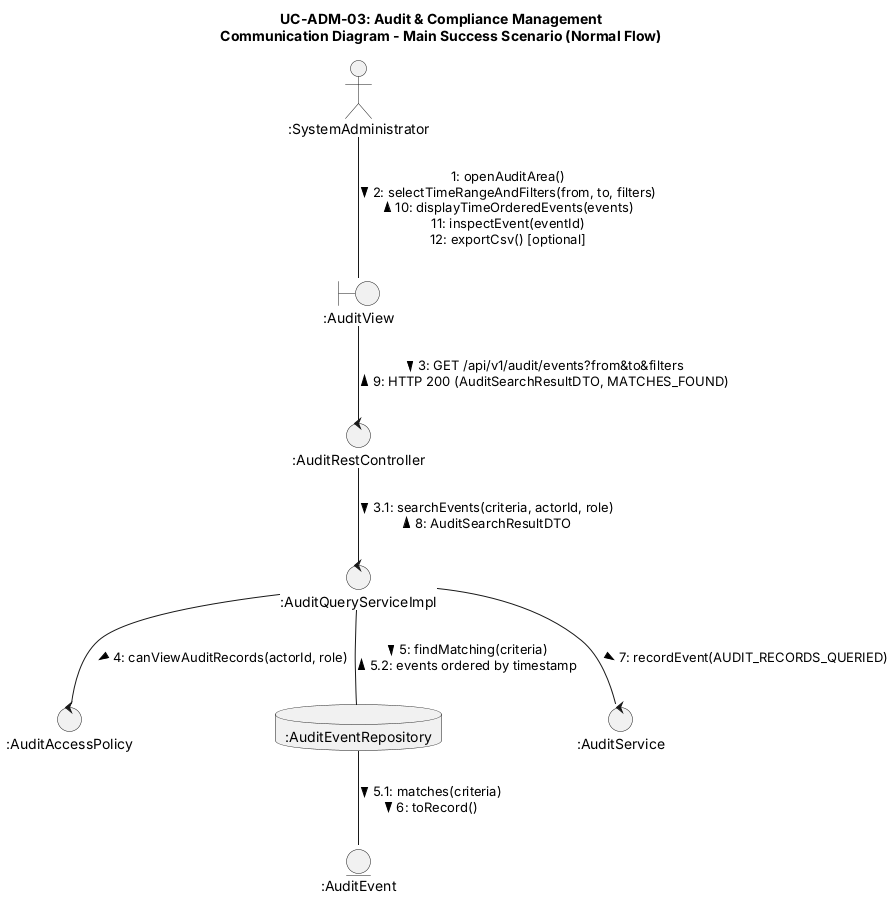 UC-ADM-03: Audit & Compliance Management
Communication Diagram - Main Success Scenario (Normal Flow)
:SystemAdministrator
1: openAuditArea()
2: selectTimeRangeAndFilters(from, to, filters)
10: displayTimeOrderedEvents(events)
11: inspectEvent(eventId)
12: exportCsv() [optional]
:AuditView
3: GET /api/v1/audit/events?from&to&filters
9: HTTP 200 (AuditSearchResultDTO, MATCHES_FOUND)
:AuditRestController
3.1: searchEvents(criteria, actorId, role)
8: AuditSearchResultDTO
:AuditQueryServiceImpl
4: canViewAuditRecords(actorId, role)
5: findMatching(criteria)
5.2: events ordered by timestamp
7: recordEvent(AUDIT_RECORDS_QUERIED)
:AuditAccessPolicy
:AuditEventRepository
:AuditService
5.1: matches(criteria)
6: toRecord()
:AuditEvent